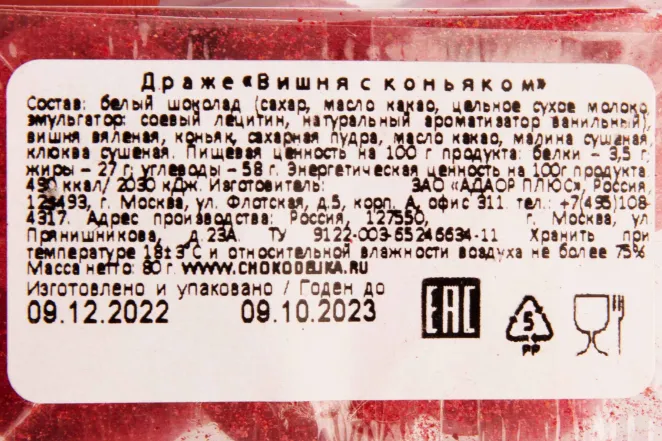 Драже «Вишня с коньяком»
Состав: белый шоколад (сахар, масло какао, цельное сухое молоко,
эмульгатор: соевый лецитин, натуральный ароматизатор ванильный),
вишня вяленая, коньяк, сахарная пудра, масло какао, малина сушеная,
клюква сушеная. Пищевая ценность на 100 г продукта: белки – 3,5 г;
жиры – 27 г; углеводы – 58 г. Энергетическая ценность на 100г продукта:
ккал/ 2030 кДж. Изготовитель: ЗАО «АДАОР ПЛЮС», Россия,
г. Москва, ул. Флотская, д.5, корп. А, офис 311. тел.: +7(495)108-
4317. Адрес производства: Россия, 127550, г. Москва, ул.
Прянишникова, д.23А. ТУ 9122-003-65246634-11 Хранить при
температуре 18±3°С и относительной влажности воздуха не более 75%
Масса нетто: 80 г. WWW.CHOKODELIKA.RU
Изготовлено и упаковано / Годен до
09.12.2022 09.10.2023
EAC
5
PP